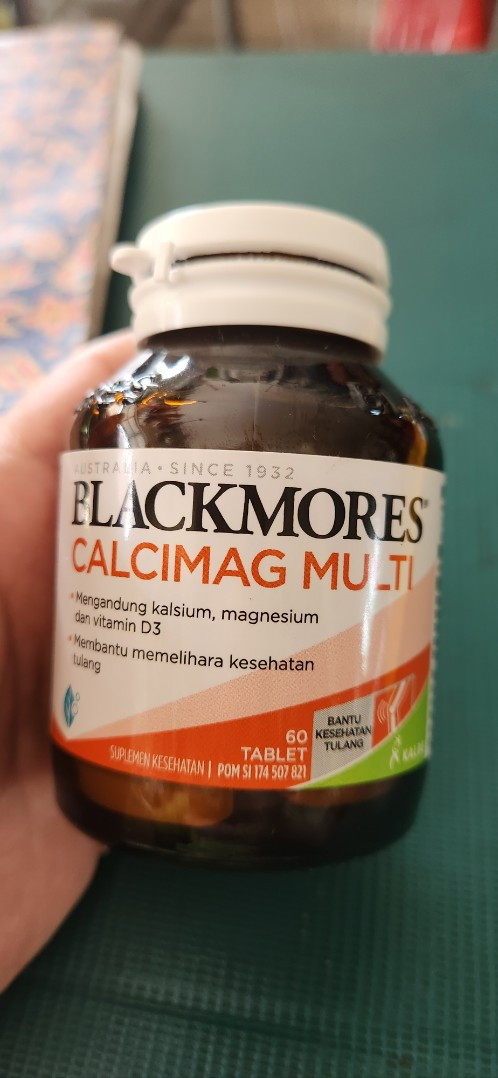 AUSTRALIA • SINCE 1932
BLACKMORES®
CALCIMAG MULTI
• Mengandung kalsium, magnesium
dan vitamin D3
• Membantu memelihara kesehatan
tulang
60
TABLET
BANTU
KESEHATAN
TULANG
SUPLEMEN KESEHATAN | POM SI 174 507 821